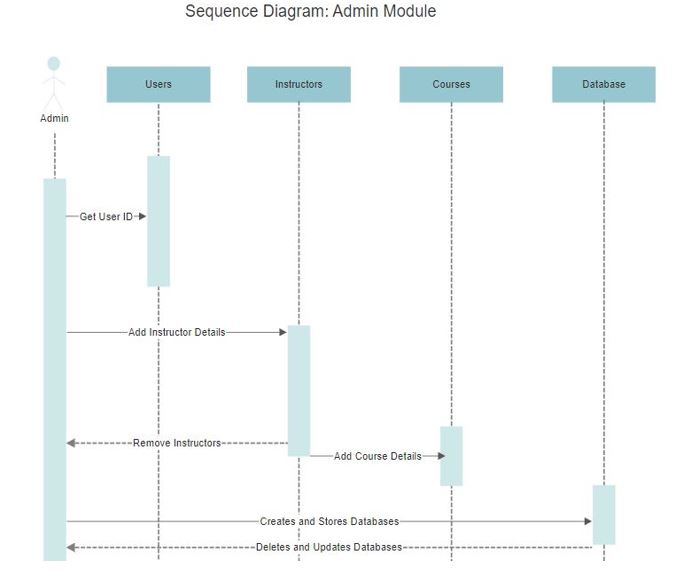 Sequence Diagram: Admin Module
Users
Instructors
Courses
Database
Admin
Get User ID
Add Instructor Details
Remove Instructors
Add Course Details
Creates and Stores Databases
Deletes and Updates Databases